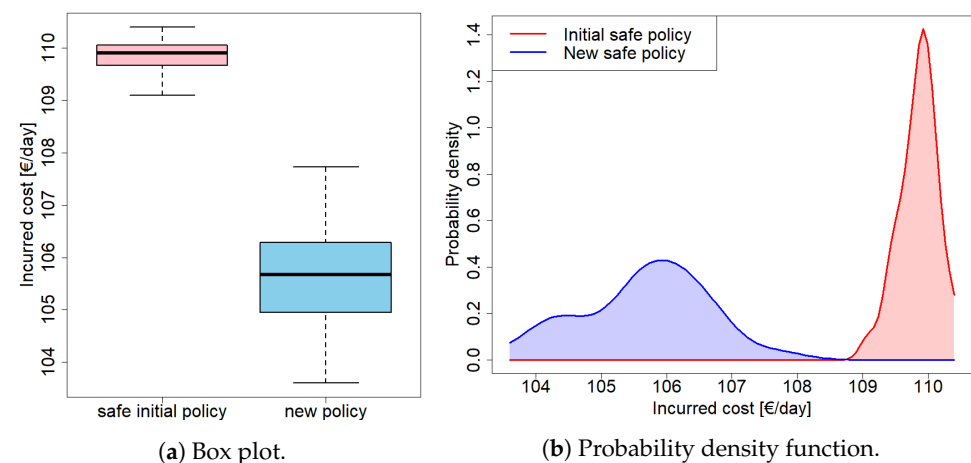 Incurred cost [€/day]
110
109
108
107
106
105
104
safe initial policy
new policy
(a) Box plot.
Initial safe policy
New safe policy
Probability density
1.4
1.2
1.0
0.8
0.6
0.4
0.2
0.0
104 105 106 107 108 109 110
Incurred cost [€/day]
(b) Probability density function.